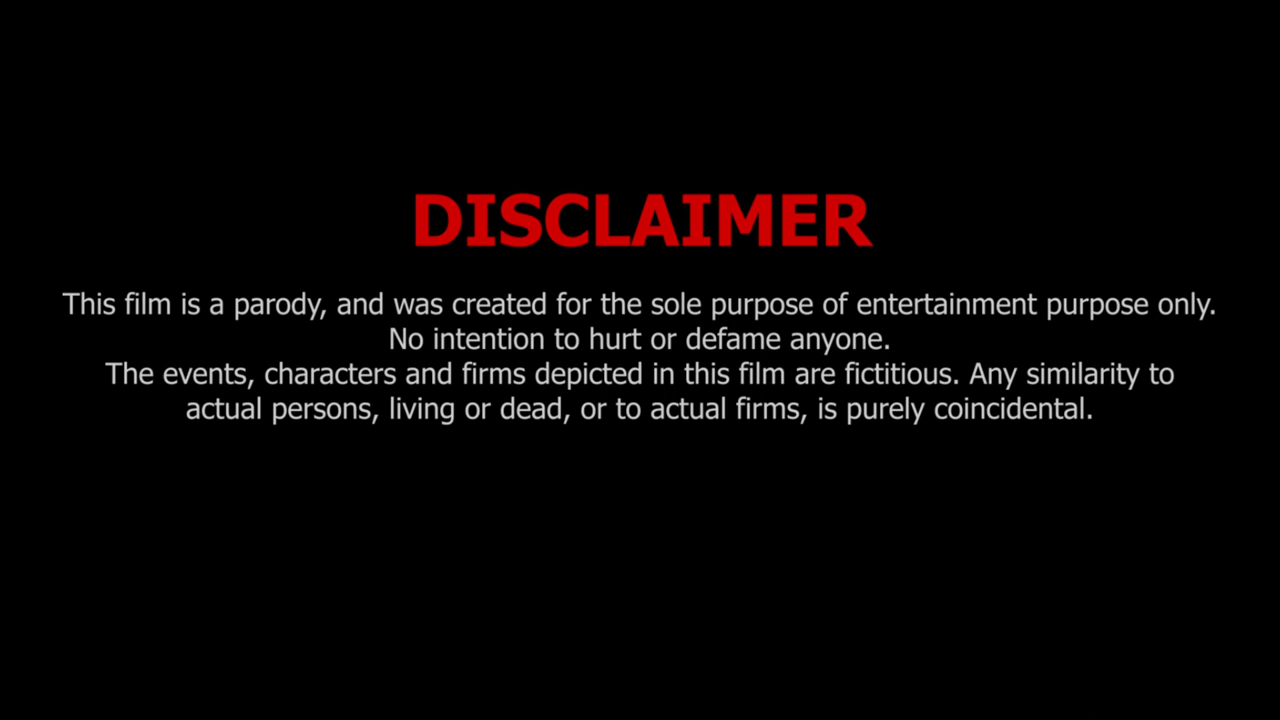 DISCLAIMER
This film is a parody, and was created for the sole purpose of entertainment purpose only.
No intention to hurt or defame anyone.
The events, characters and firms depicted in this film are fictitious. Any similarity to
actual persons, living or dead, or to actual firms, is purely coincidental.